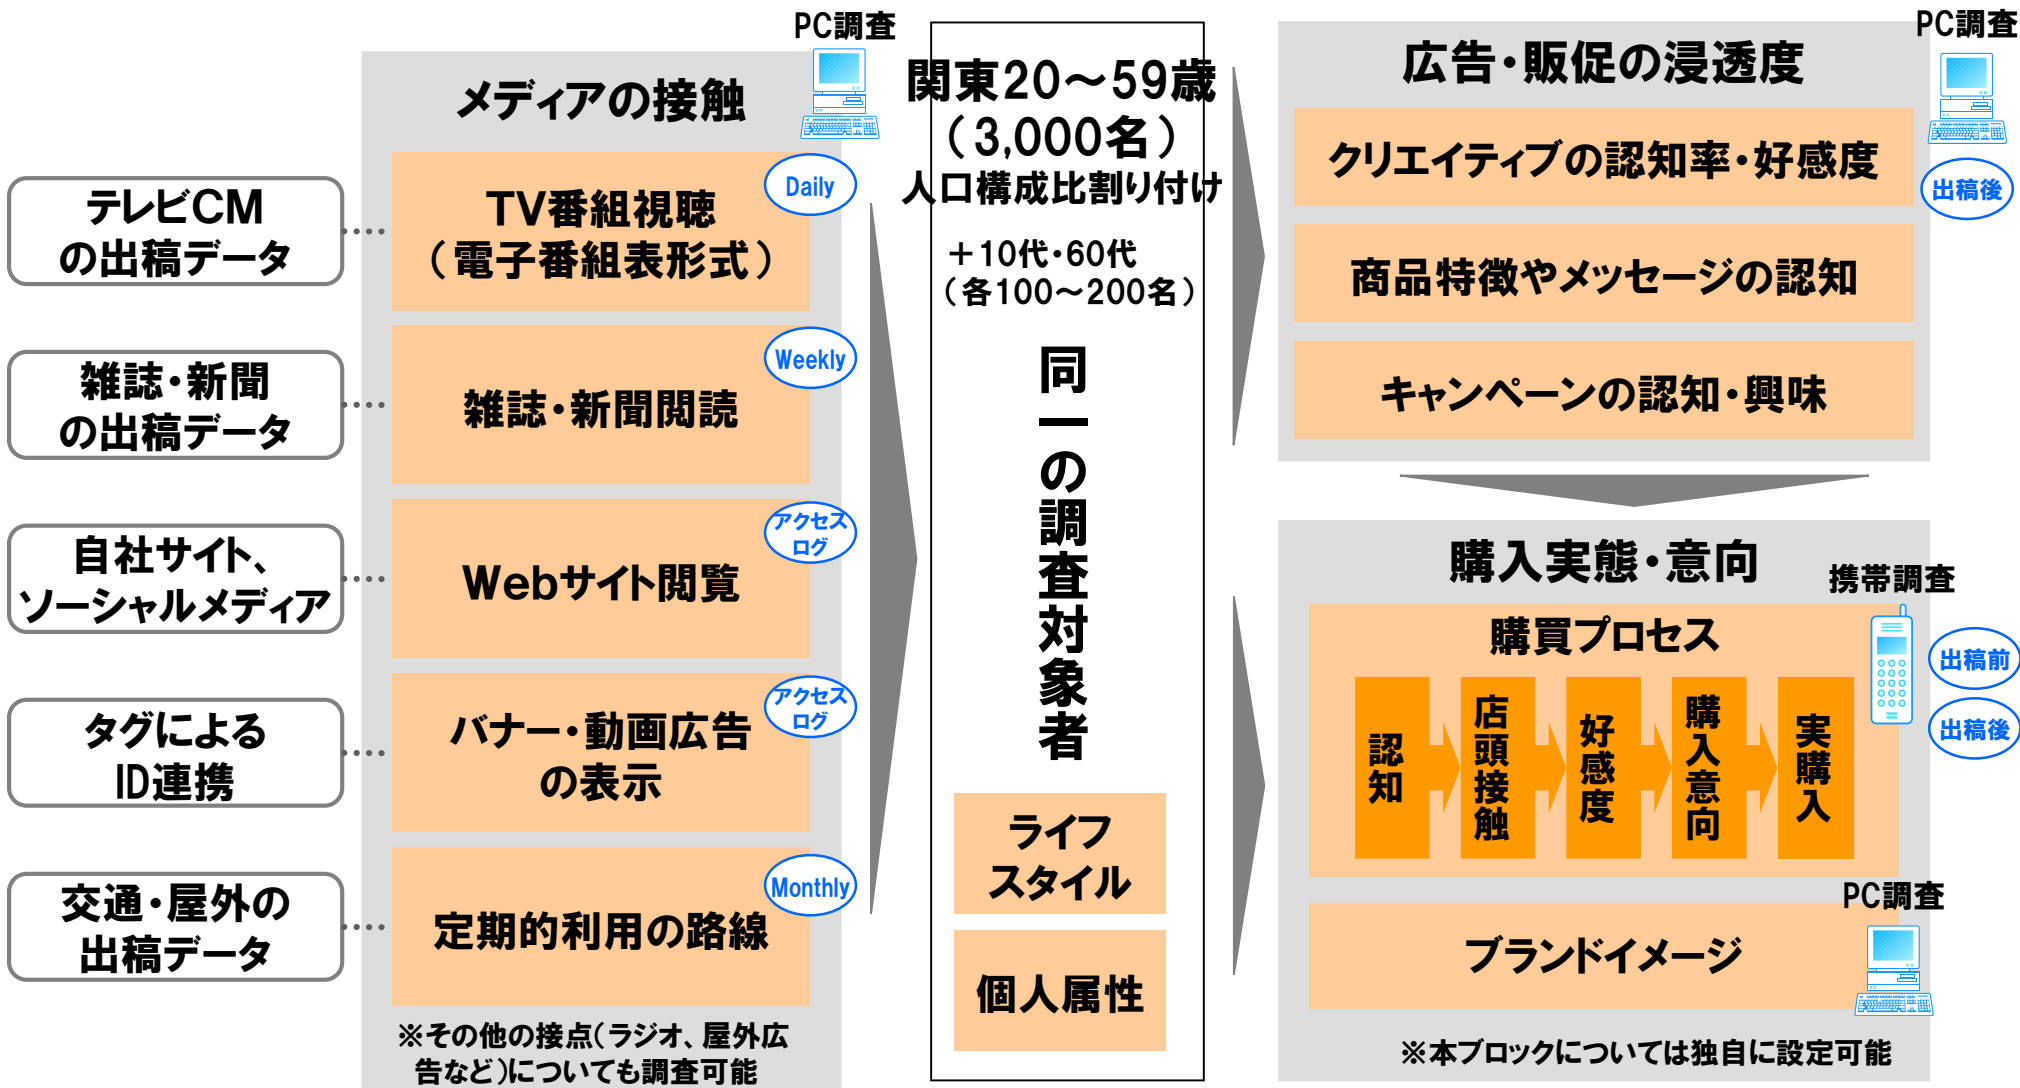 テレビCM
の出稿データ
雑誌・新聞
の出稿データ
自社サイト、
ソーシャルメディア
タグによる
ID連携
交通・屋外の
出稿データ
PC調査
メディアの接触
Daily
TV番組視聴
（電子番組表形式）
Weekly
雑誌・新聞閲読
アクセス
ログ
Webサイト閲覧
アクセス
ログ
バナー・動画広告
の表示
Monthly
定期的利用の路線
※その他の接点（ラジオ、屋外広
告など）についても調査可能
関東20～59歳
（3,000名）
人口構成比割り付け
＋10代・60代
（各100～200名）
同一の調査対象者
ライフ
スタイル
個人属性
PC調査
広告・販促の浸透度
出稿後
クリエイティブの認知率・好感度
商品特徴やメッセージの認知
キャンペーンの認知・興味
購入実態・意向
携帯調査
出稿前
出稿後
購買プロセス
認知
店頭接触
好感度
購入意向
実購入
PC調査
ブランドイメージ
※本ブロックについては独自に設定可能